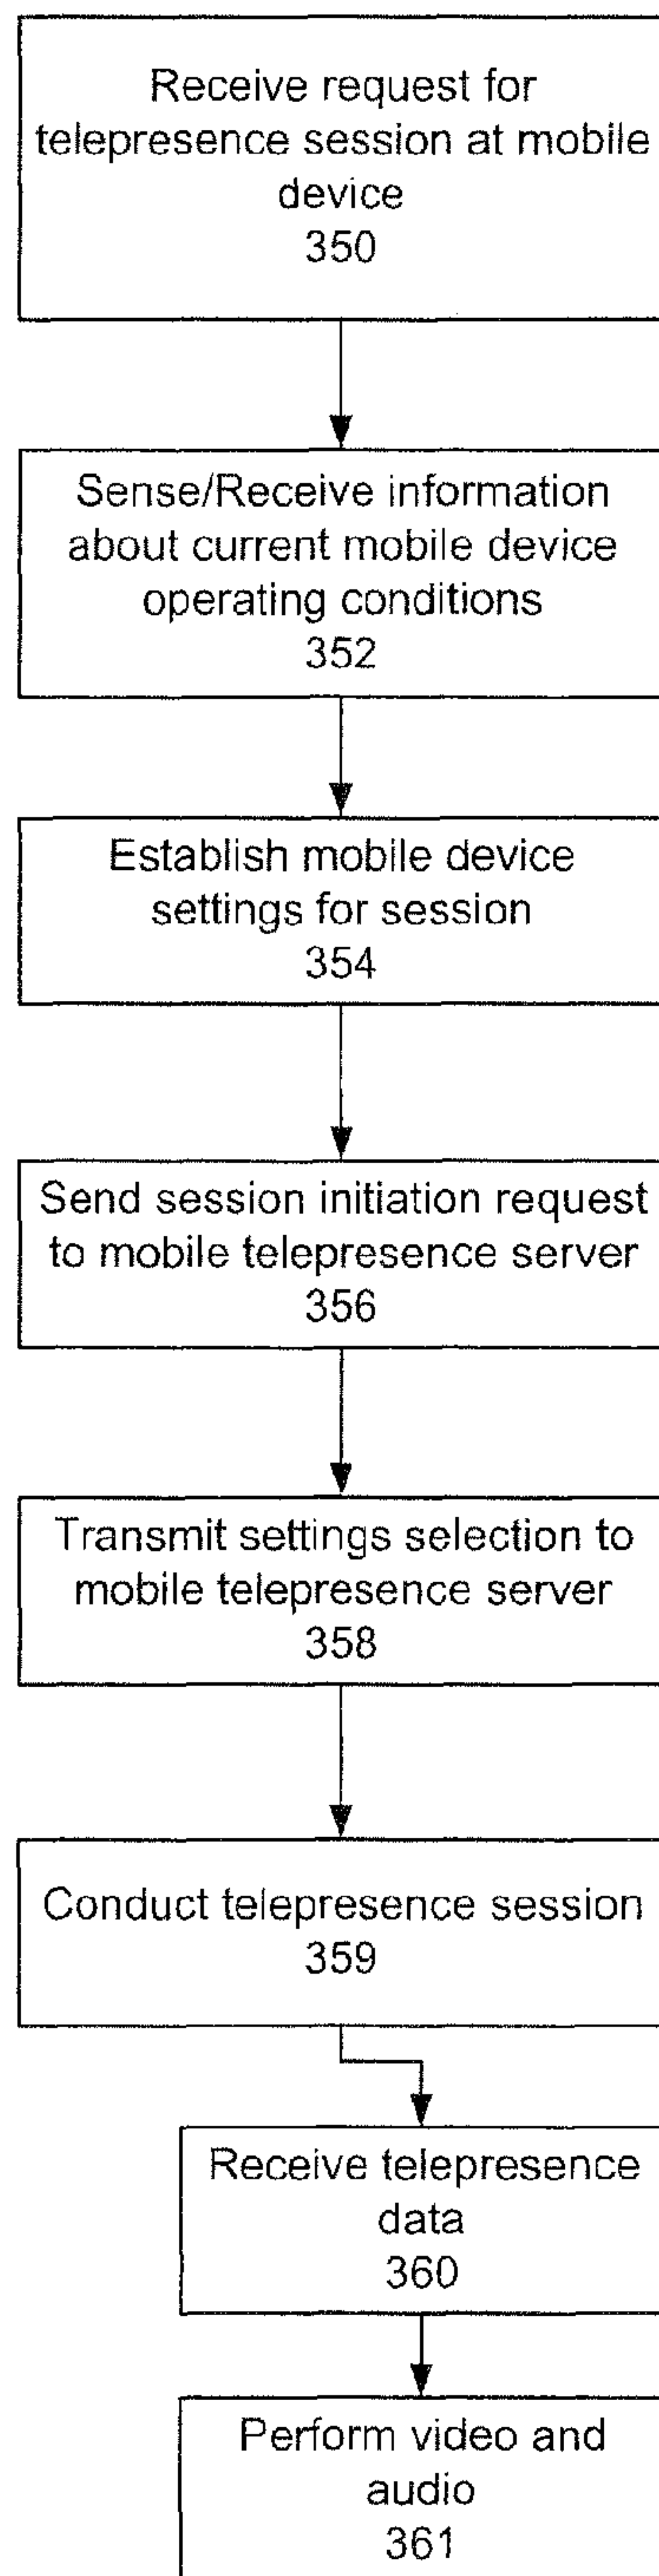 Receive request for
telepresence session at mobile
device
350
Sense/Receive information
about current mobile device
operating conditions
352
Establish mobile device
settings for session
354
Send session initiation request
to mobile telepresence server
356
Transmit settings selection to
mobile telepresence server
358
Conduct telepresence session
359
Receive telepresence
data
360
Perform video and
audio
361